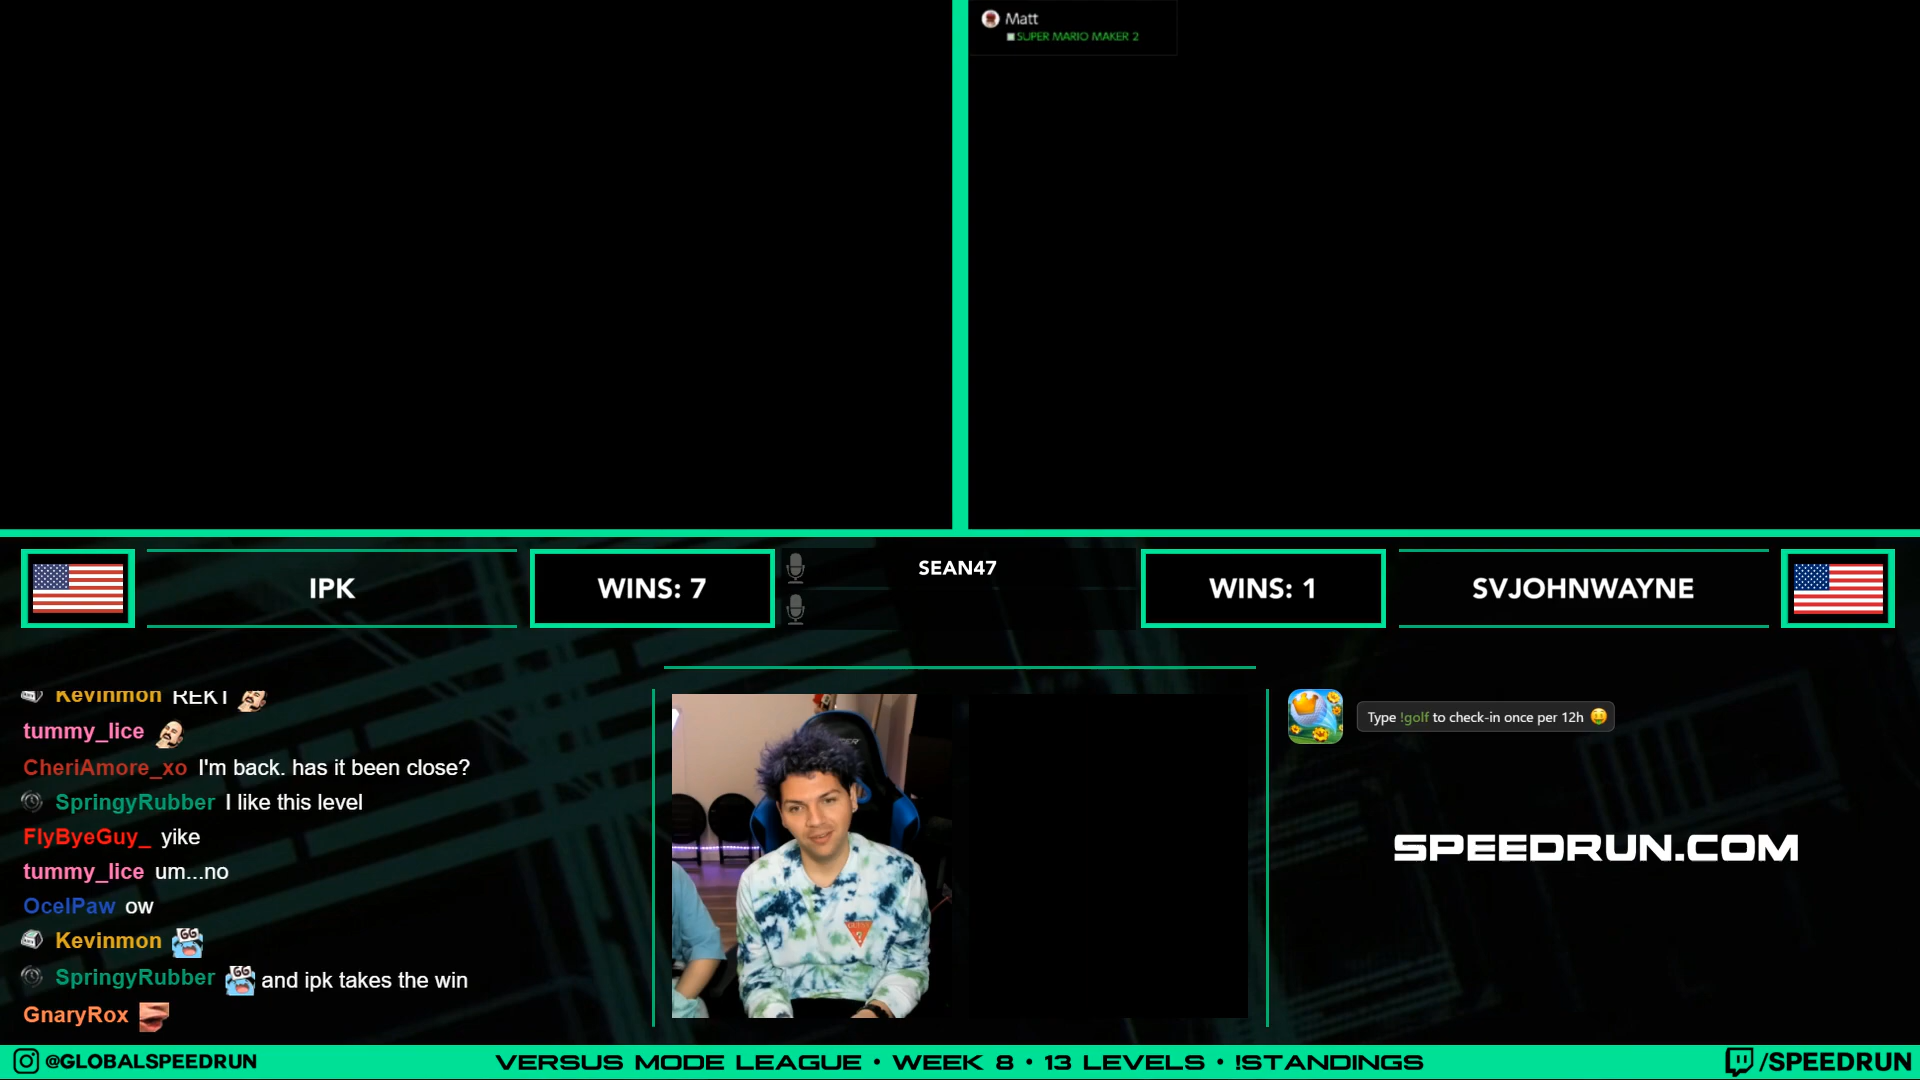 Matt
SUPER MARIO MAKER 2
IPK
WINS: 7
SEAN47
WINS: 1
SVJOHNWAYNE
Kevinmon REKT
tummy_lice
CheriAmore_xo I'm back. has it been close?
SpringyRubber I like this level
FlyByeGuy_ yike
tummy_lice um...no
OcelPaw ow
Kevinmon GG
SpringyRubber GG and ipk takes the win
GnaryRox
Type !golf to check-in once per 12h
SPEEDRUN.COM
@GLOBALSPEEDRUN
VERSUS MODE LEAGUE • WEEK 8 • 13 LEVELS • !STANDINGS
/SPEEDRUN